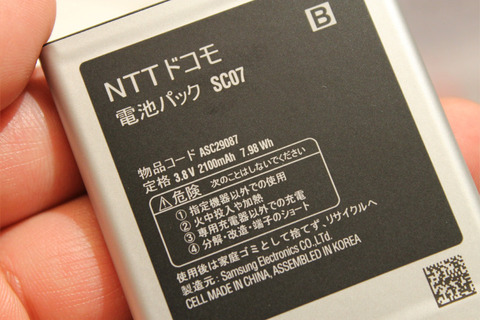 B
NTTドコモ
電池パック SC07
物品コード ASC29087
定格 3.8 V 2100mAh 7.98 Wh
⚠危険 次のことはしないでください
① 指定機器以外での使用
② 火中投入や加熱
③ 専用充電器以外での充電
④ 分解・改造・端子のショート
使用後は家庭ゴミとして捨てず、リサイクルへ
製造元: Samsung Electronics CO.,Ltd.
CELL MADE IN CHINA, ASSEMBLED IN KOREA